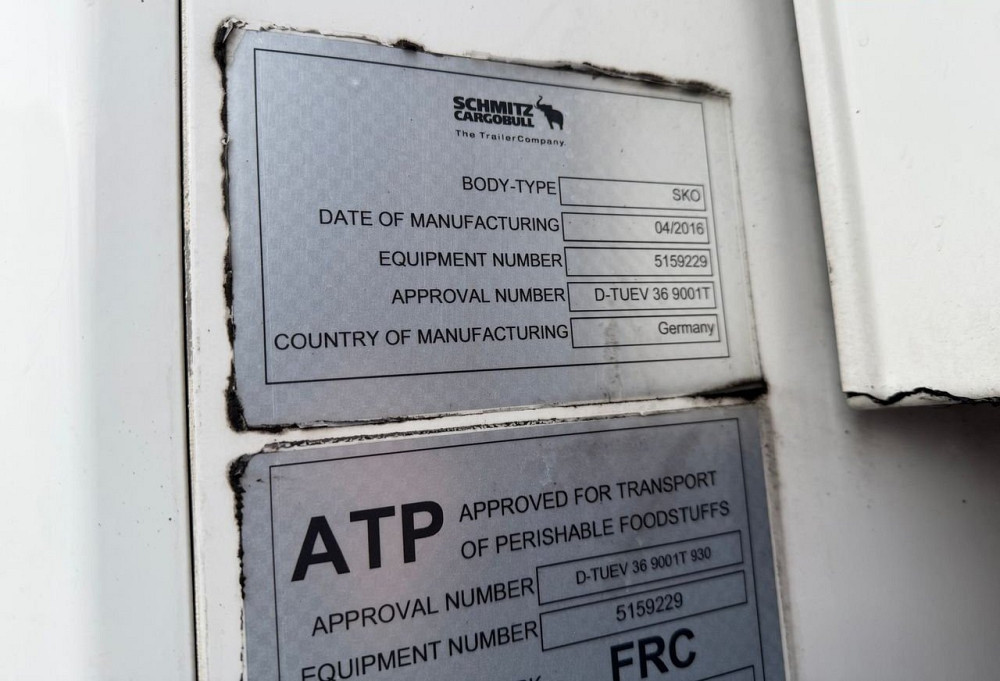 SCHMITZ
CARGOBULL
The TrailerCompany.
BODY-TYPE SKO
DATE OF MANUFACTURING 04/2016
EQUIPMENT NUMBER 5159229
APPROVAL NUMBER D-TUEV 36 9001T
COUNTRY OF MANUFACTURING Germany
ATP APPROVED FOR TRANSPORT
OF PERISHABLE FOODSTUFFS
APPROVAL NUMBER D-TUEV 36 9001T 930
EQUIPMENT NUMBER 5159229
FRC